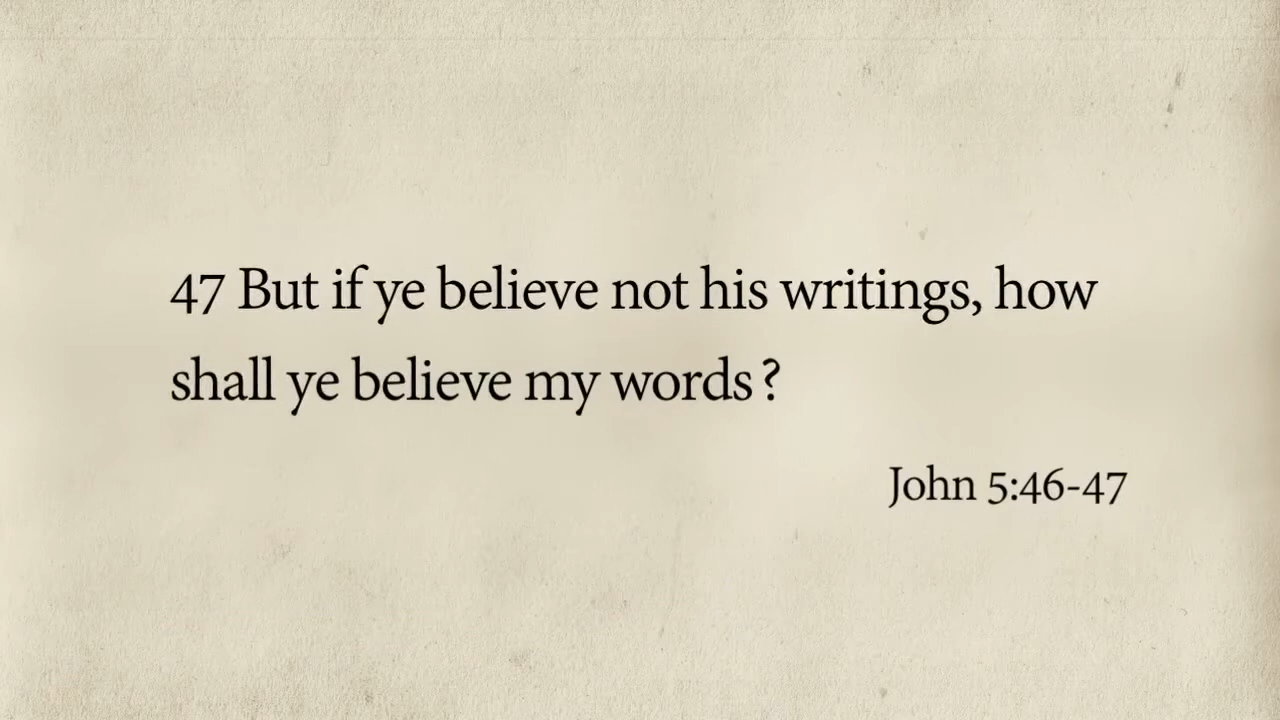 47 But if ye believe not his writings, how
shall ye believe my words?
John 5:46-47